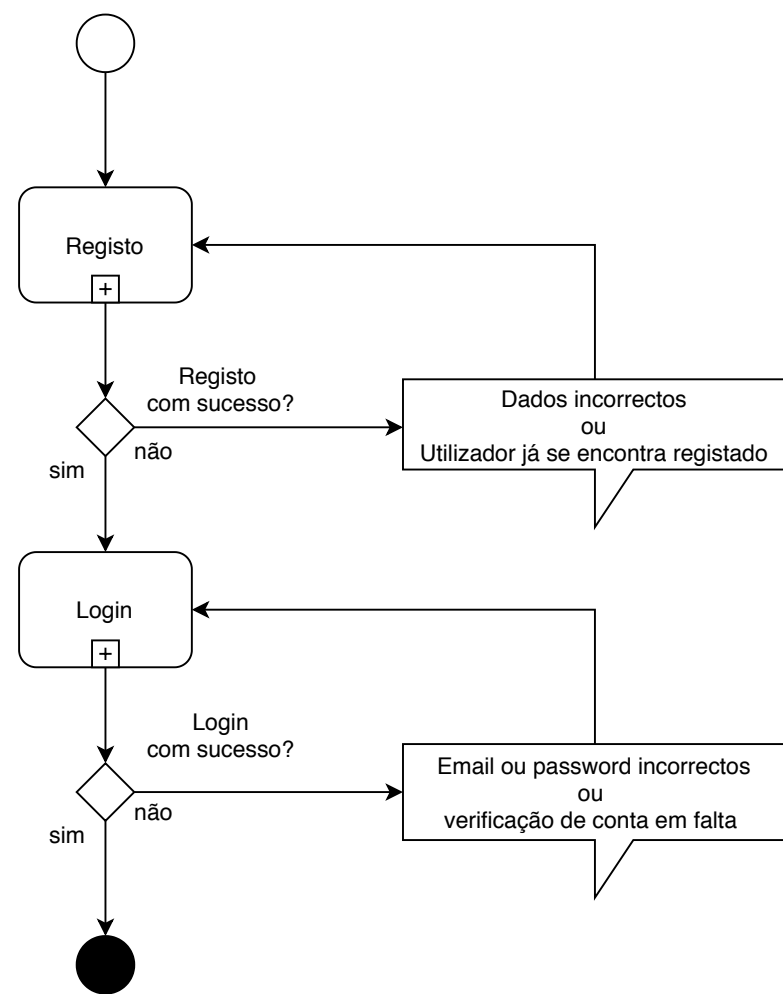 Registo
+
Registo
com sucesso?
Dados incorrectos
ou
Utilizador já se encontra registado
não
sim
Login
+
Login
com sucesso?
Email ou password incorrectos
ou
verificação de conta em falta
não
sim